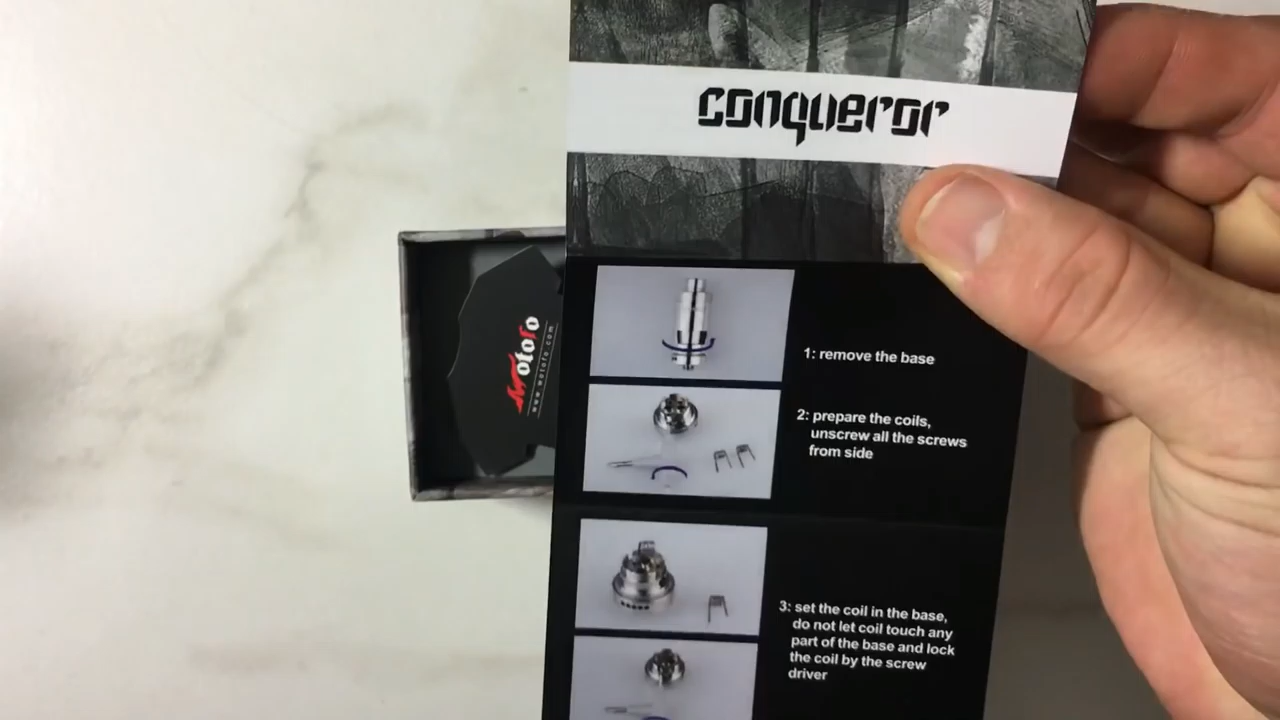 conqueror
Wotofo
www.wotofo.com
1: remove the base
2: prepare the coils,
unscrew all the screws
from side
3: set the coil in the base,
do not let coil touch any
part of the base and lock
the coil by the screw
driver